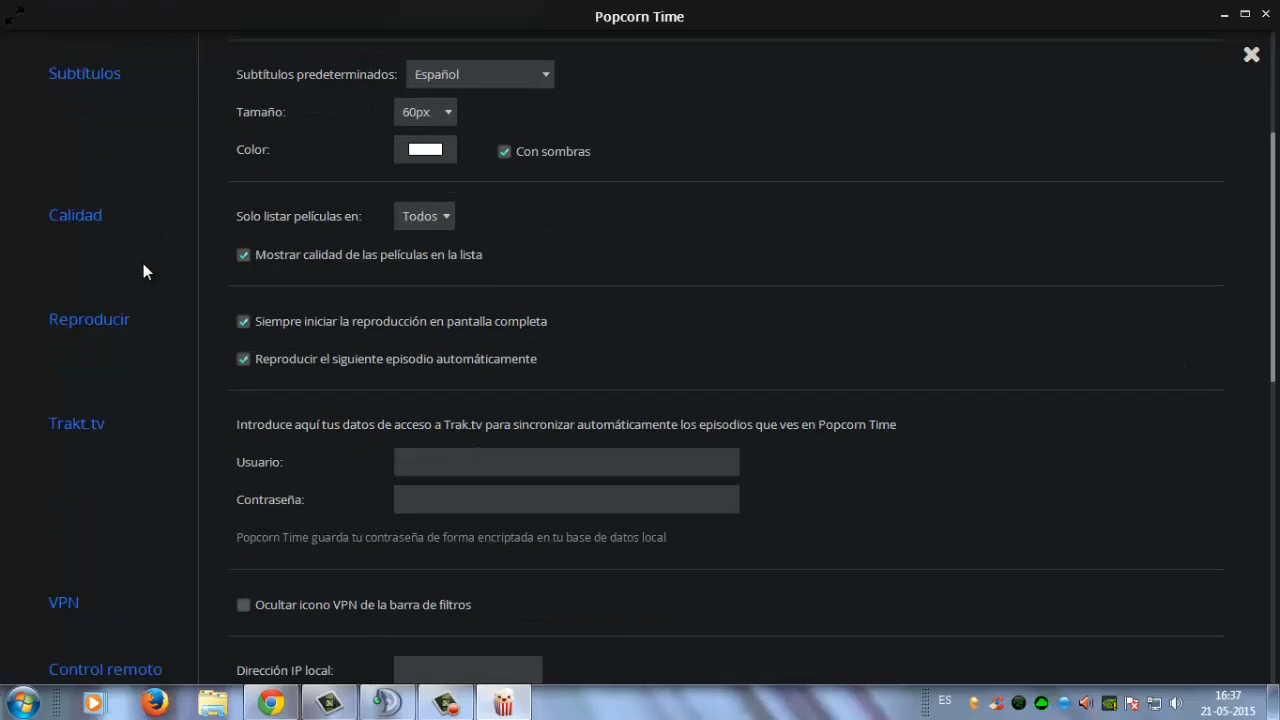 Popcorn Time
Subtítulos
Subtítulos predeterminados: Español
Tamaño: 60px
Color:
Con sombras
Calidad
Solo listar películas en: Todos
Mostrar calidad de las películas en la lista
Reproducir
Siempre iniciar la reproducción en pantalla completa
Reproducir el siguiente episodio automáticamente
Trakt.tv
Introduce aquí tus datos de acceso a Trak.tv para sincronizar automáticamente los episodios que ves en Popcorn Time
Usuario:
Contraseña:
Popcorn Time guarda tu contraseña de forma encriptada en tu base de datos local
VPN
Ocultar icono VPN de la barra de filtros
Control remoto
Dirección IP local:
ES
16:37
21-05-2015